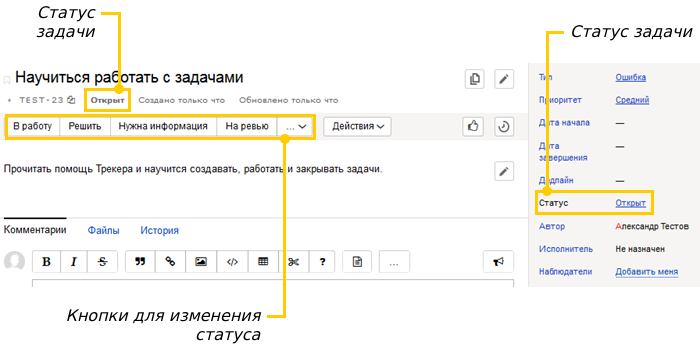 Статус
задачи
Статус задачи
Научиться работать с задачами
TEST-23 Открыт Создано только что Обновлено только что
В работу Решить Нужна информация На ревью ... Действия
Прочитать помощь Трекера и научится создавать, работать и закрывать задачи.
Комментарии Файлы История
B I S ” </> ? ...
Тип Ошибка
Приоритет Средний
Дата начала —
Дата
завершения —
Дедлайн —
Статус Открыт
Автор Александр Тестов
Исполнитель Не назначен
Наблюдатели Добавить меня
Кнопки для изменения
статуса